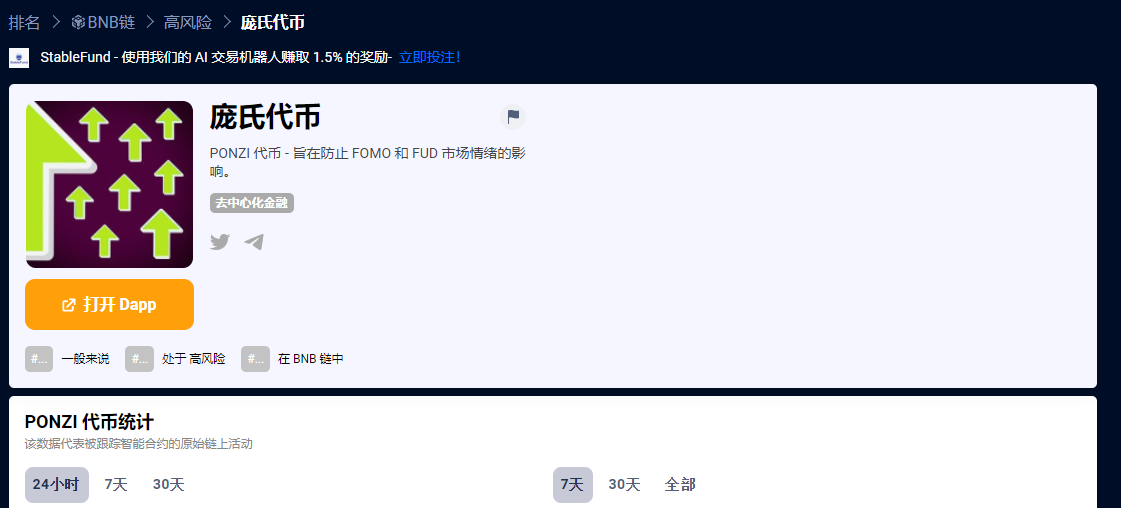 排名 > BNB链 > 高风险 > 庞氏代币
StableFund - 使用我们的 AI 交易机器人赚取 1.5% 的奖励- 立即投注！
庞氏代币
PONZI 代币 - 旨在防止 FOMO 和 FUD 市场情绪的影
响。
去中心化金融
打开 Dapp
#... 一般来说 #... 处于 高风险 #... 在 BNB 链中
PONZI 代币统计
该数据代表被跟踪智能合约的原始链上活动
24小时 7天 30天 7天 30天 全部